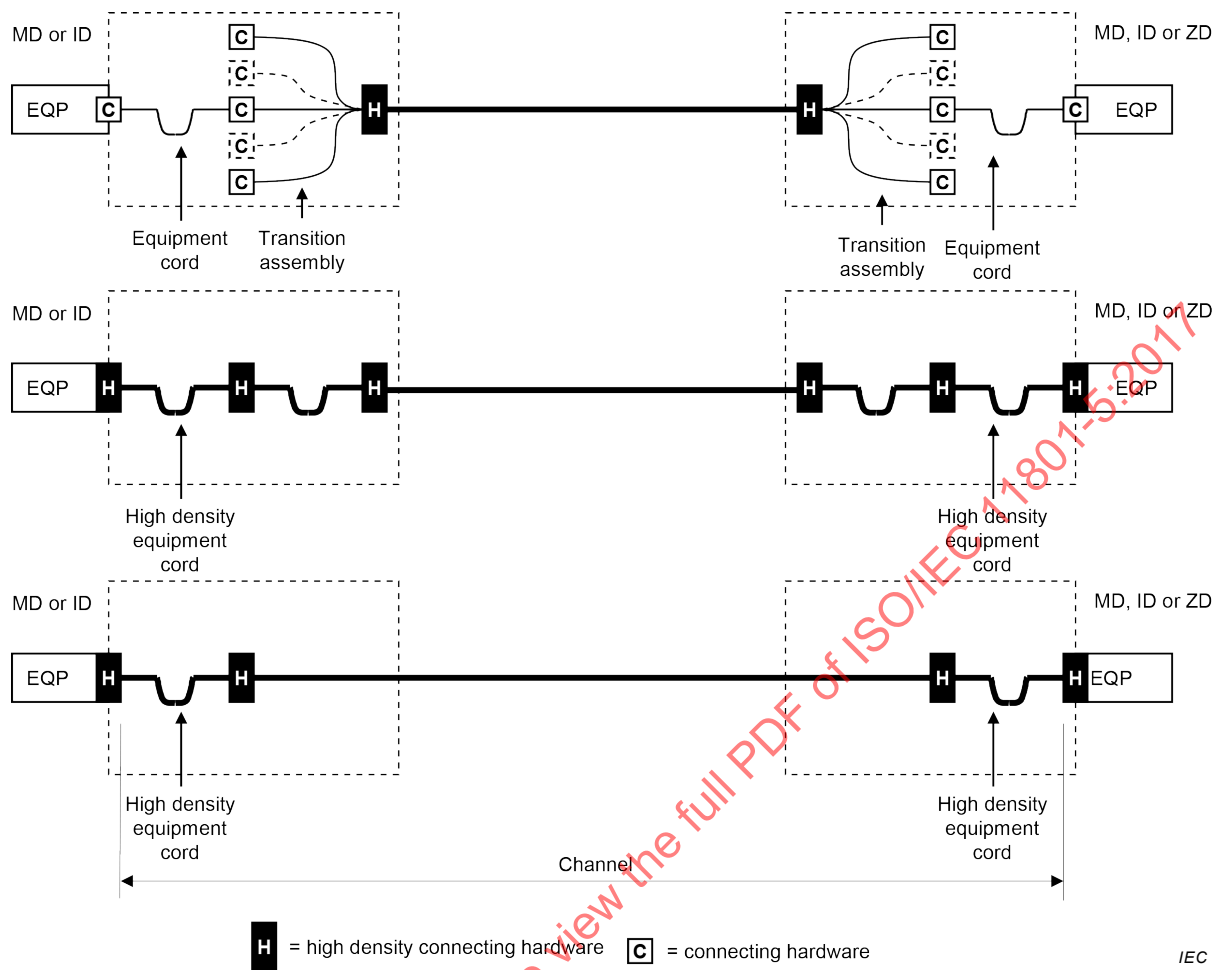 MD or ID
MD, ID or ZD
C
C
C
C
C
C
C
C
C
C
EQP
C
H
H
C
EQP
Equipment
cord
Transition
assembly
Transition
assembly
Equipment
cord
MD or ID
MD, ID or ZD
EQP
H
H
H
H
H
H
EQP
High density
equipment
cord
High density
equipment
cord
MD or ID
MD, ID or ZD
EQP
H
H
H
H
EQP
High density
equipment
cord
High density
equipment
cord
Channel
H = high density connecting hardware
C = connecting hardware
IEC
view the full PDF of ISO/IEC 11801-5:2017